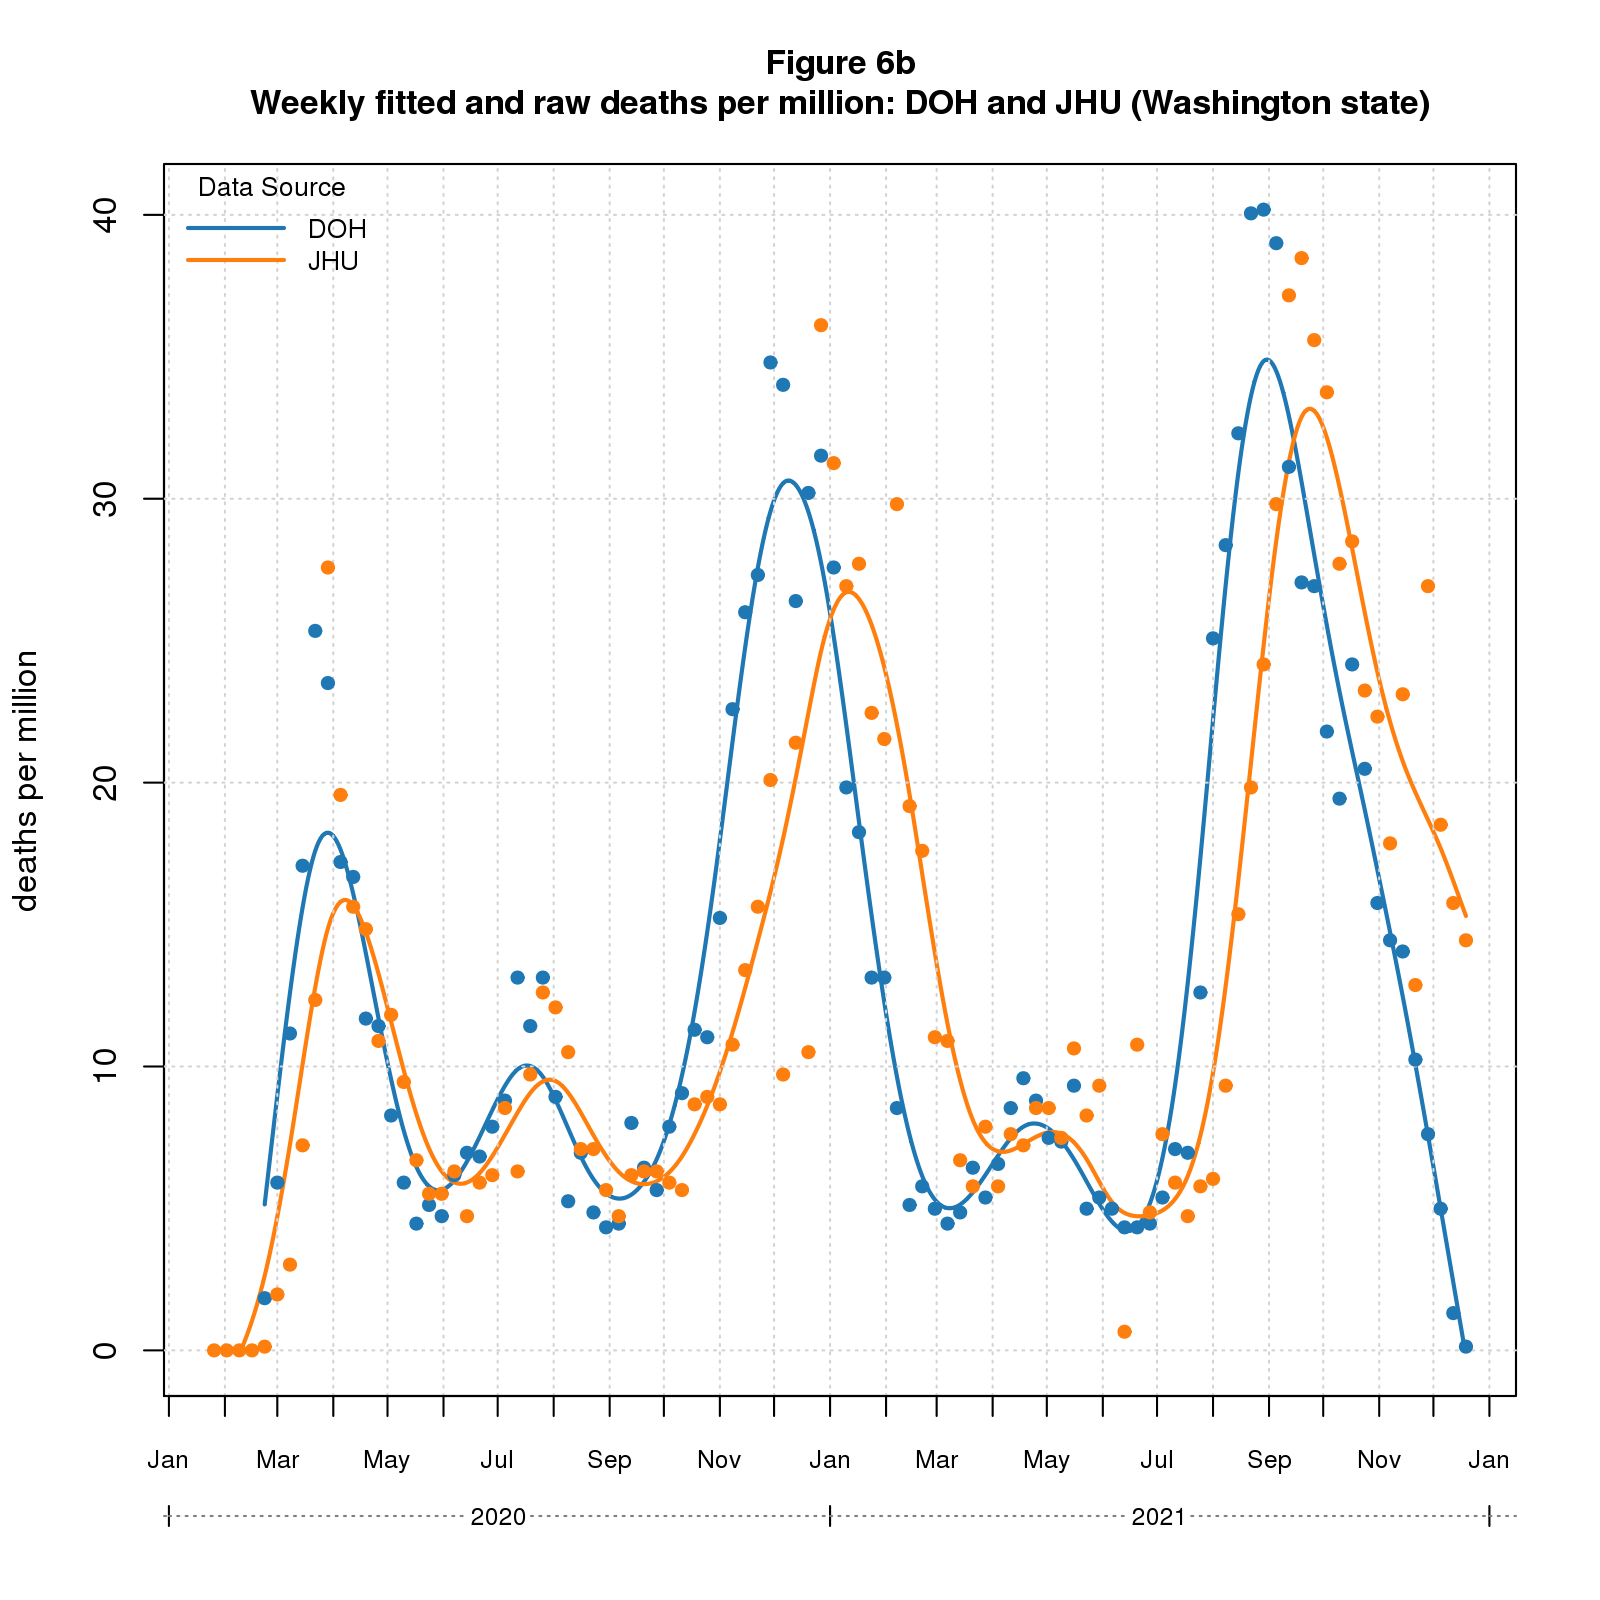 Figure 6b
Weekly fitted and raw deaths per million: DOH and JHU (Washington state)
Data Source
DOH
JHU
deaths per million
40
30
20
10
0
Jan Mar May Jul Sep Nov Jan Mar May Jul Sep Nov Jan
2020 2021